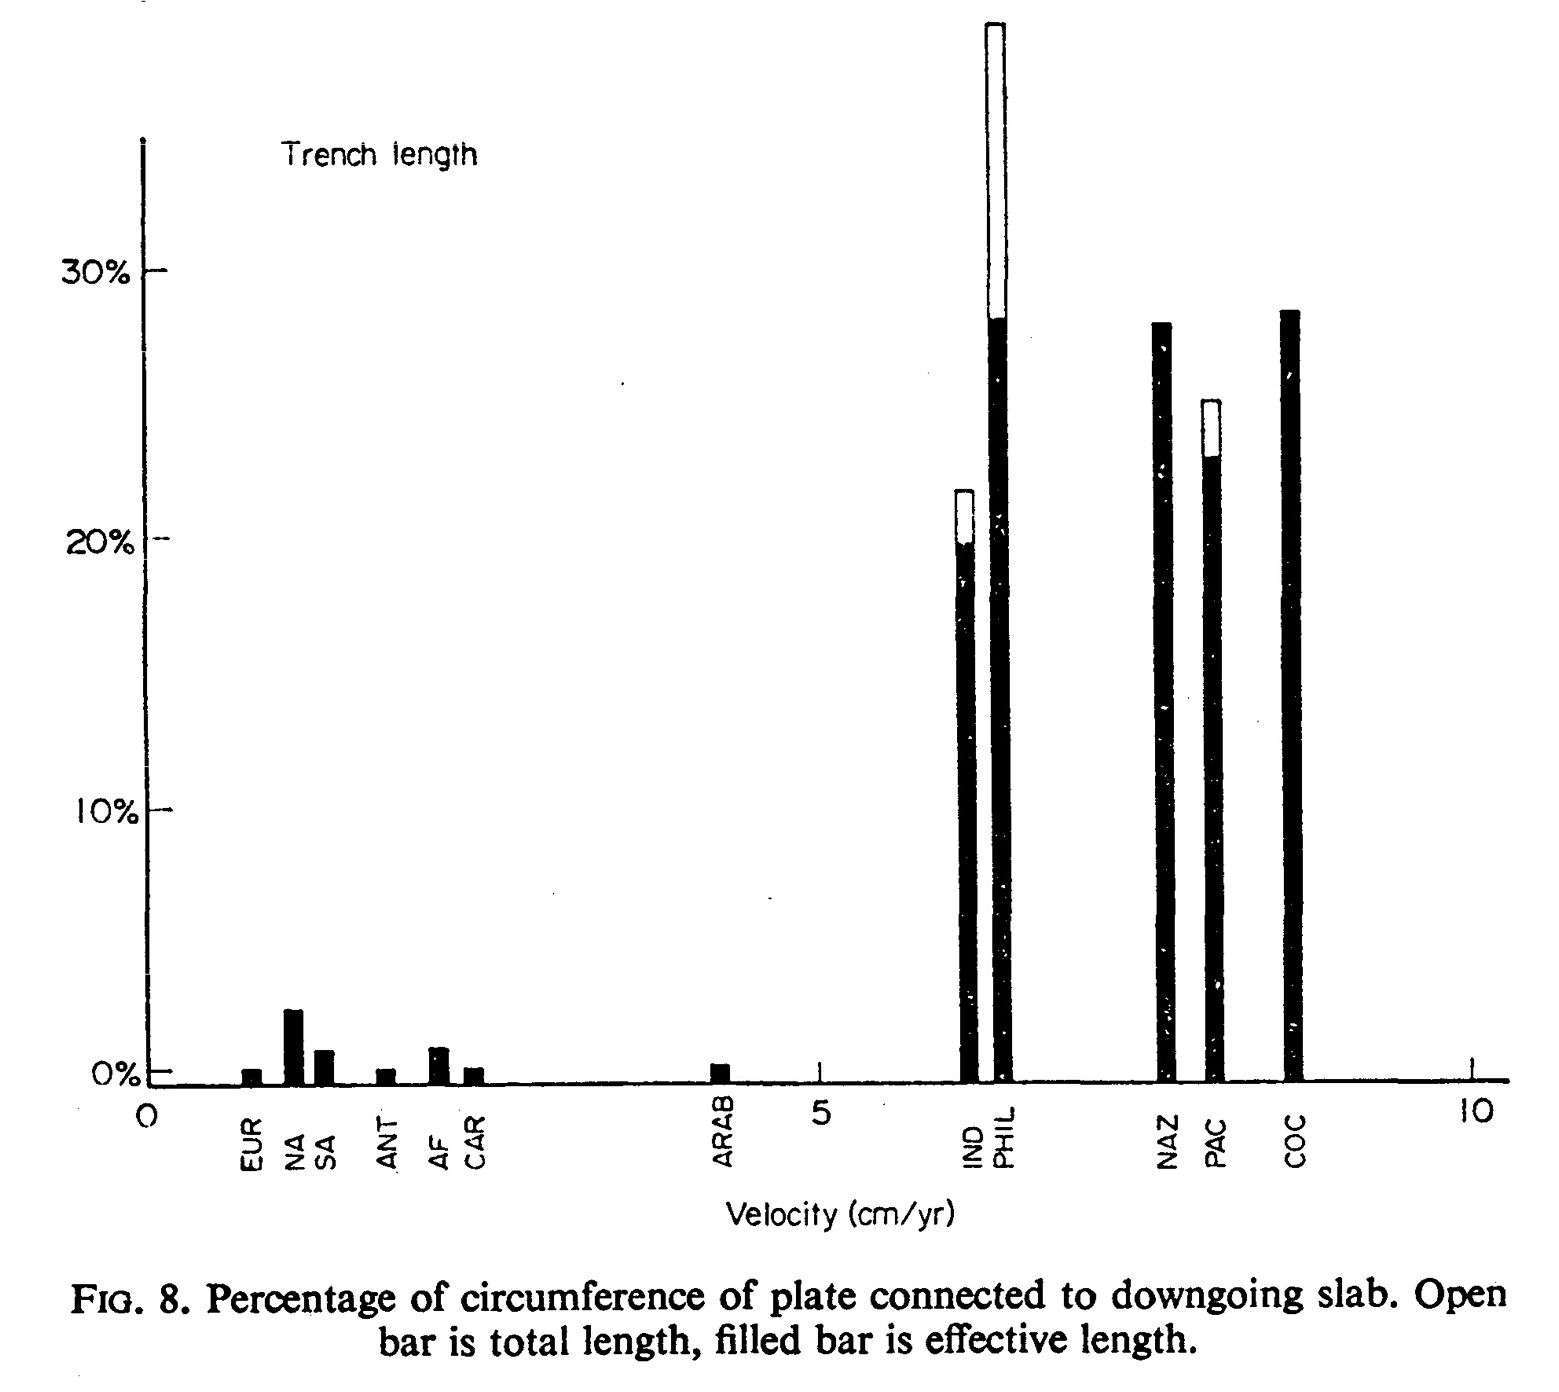 Trench length
30%
20%
10%
0%
0 5 10
EUR NA SA ANT AF CAR ARAB IND PHIL NAZ PAC COC
Velocity (cm/yr)
FIG. 8. Percentage of circumference of plate connected to downgoing slab. Open
bar is total length, filled bar is effective length.